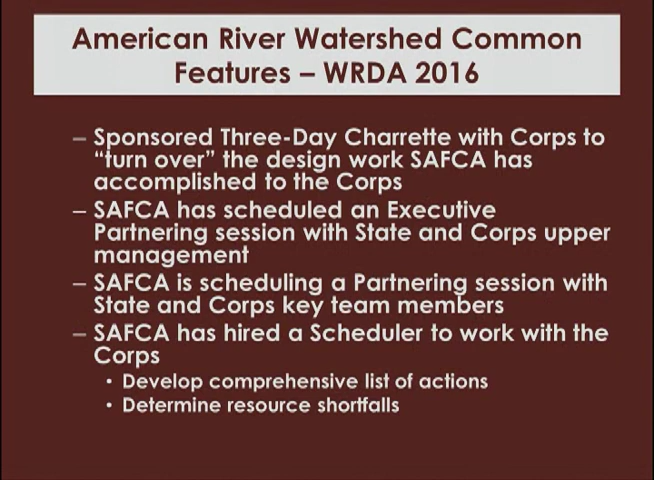 American River Watershed Common
Features – WRDA 2016
– Sponsored Three-Day Charrette with Corps to
"turn over" the design work SAFCA has
accomplished to the Corps
– SAFCA has scheduled an Executive
Partnering session with State and Corps upper
management
– SAFCA is scheduling a Partnering session with
State and Corps key team members
– SAFCA has hired a Scheduler to work with the
Corps
• Develop comprehensive list of actions
• Determine resource shortfalls